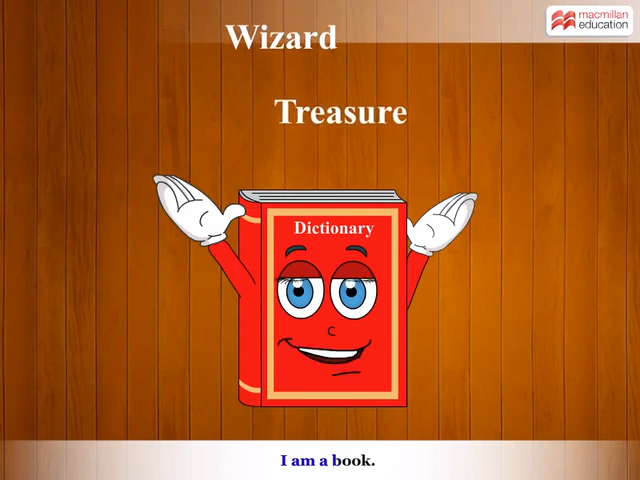 Wizard
macmillan
education
Treasure
Dictionary
I am a book.